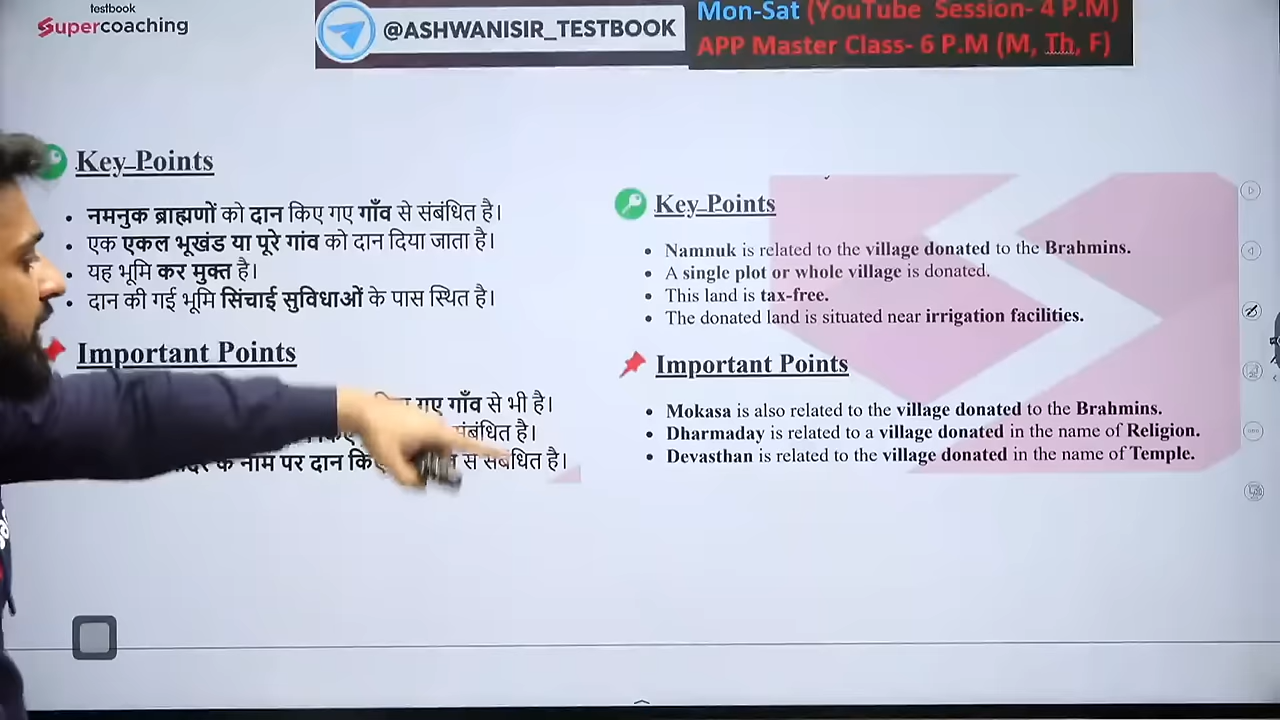 testbook
Supercoaching
@ASHWANISIR_TESTBOOK
Mon-Sat (YouTube Session- 4 P.M)
APP Master Class- 6 P.M (M, Th, F)
Key Points
नमनुक ब्राह्मणों को दान किए गए गाँव से संबंधित है।
एक एकल भूखंड या पूरे गांव को दान दिया जाता है।
यह भूमि कर मुक्त है।
दान की गई भूमि सिंचाई सुविधाओं के पास स्थित है।
Important Points
गए गाँव से भी है।
संबंधित है।
के नाम पर दान से संबंधित है।
Key Points
Namnuk is related to the village donated to the Brahmins.
A single plot or whole village is donated.
This land is tax-free.
The donated land is situated near irrigation facilities.
Important Points
Mokasa is also related to the village donated to the Brahmins.
Dharmaday is related to a village donated in the name of Religion.
Devasthan is related to the village donated in the name of Temple.